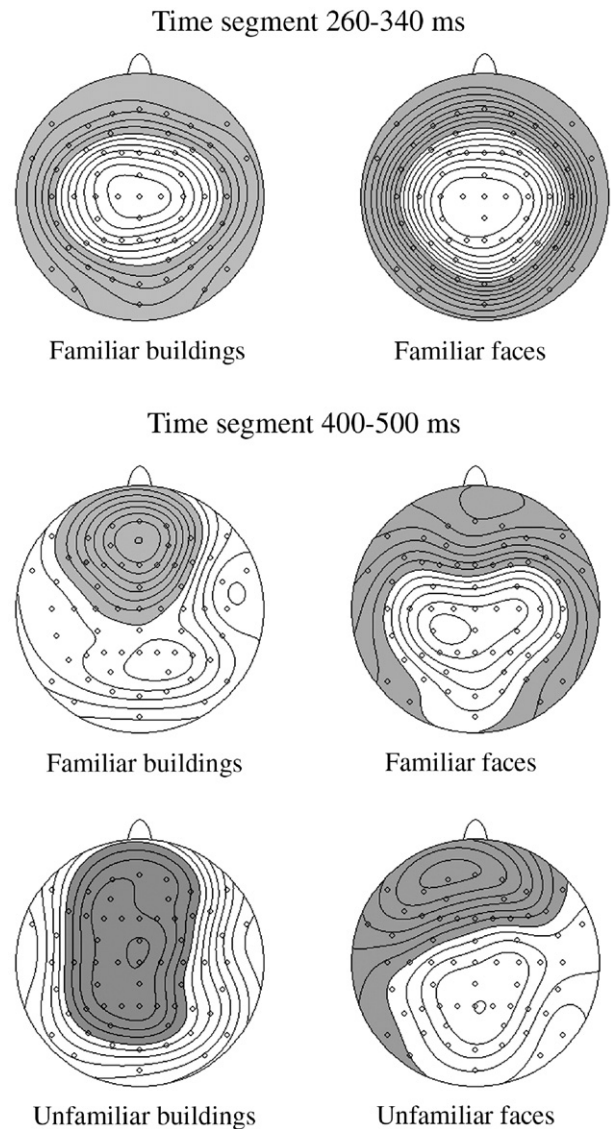 Time segment 260-340 ms
Familiar buildings
Familiar faces
Time segment 400-500 ms
Familiar buildings
Familiar faces
Unfamiliar buildings
Unfamiliar faces